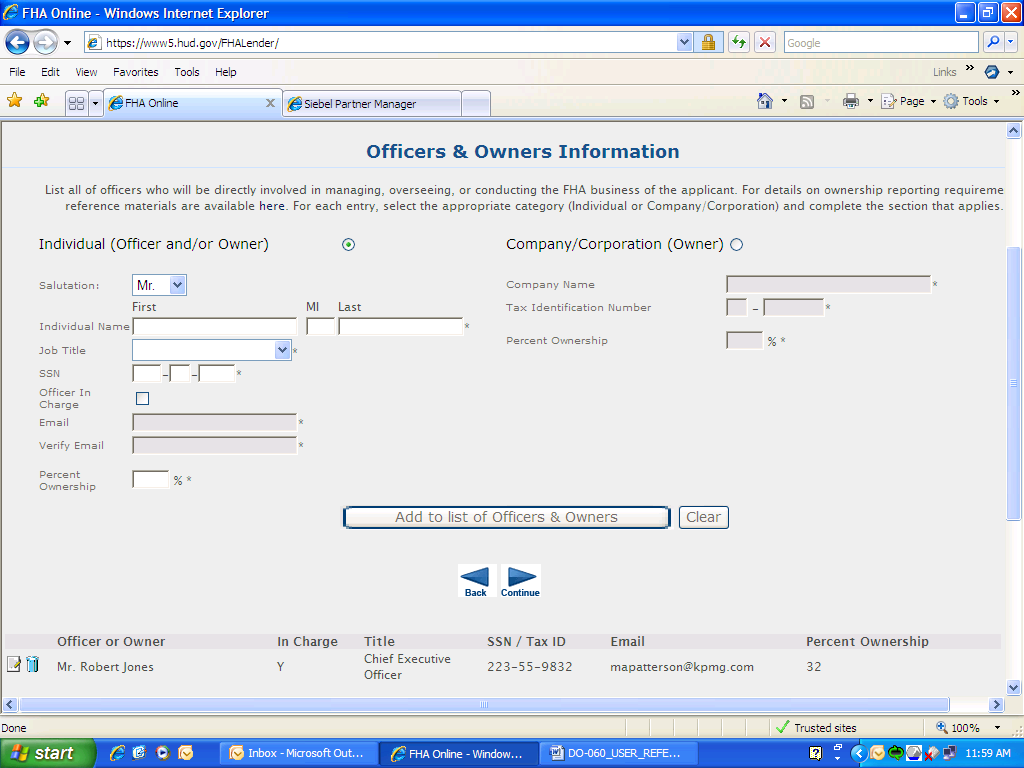 FHA Online - Windows Internet Explorer
https://www5.hud.gov/FHALender/
Google
File Edit View Favorites Tools Help
Links »
FHA Online
Siebel Partner Manager
Page Tools »
Officers & Owners Information
List all of officers who will be directly involved in managing, overseeing, or conducting the FHA business of the applicant. For details on ownership reporting requireme
reference materials are available here. For each entry, select the appropriate category (Individual or Company/Corporation) and complete the section that applies.
Individual (Officer and/or Owner)
Company/Corporation (Owner)
Salutation: Mr.
Company Name *
First MI Last
Tax Identification Number – *
Individual Name *
Job Title *
Percent Ownership % *
SSN – – *
Officer In
Charge
Email *
Verify Email *
Percent
Ownership % *
Add to list of Officers & Owners
Clear
Back Continue
Officer or Owner In Charge Title SSN / Tax ID Email Percent Ownership
Mr. Robert Jones Y Chief Executive Officer 223-55-9832 mapatterson@kpmg.com 32
Done
Trusted sites
100%
start
Inbox - Microsoft Out...
FHA Online - Window...
DO-060_USER_REFE...
11:59 AM